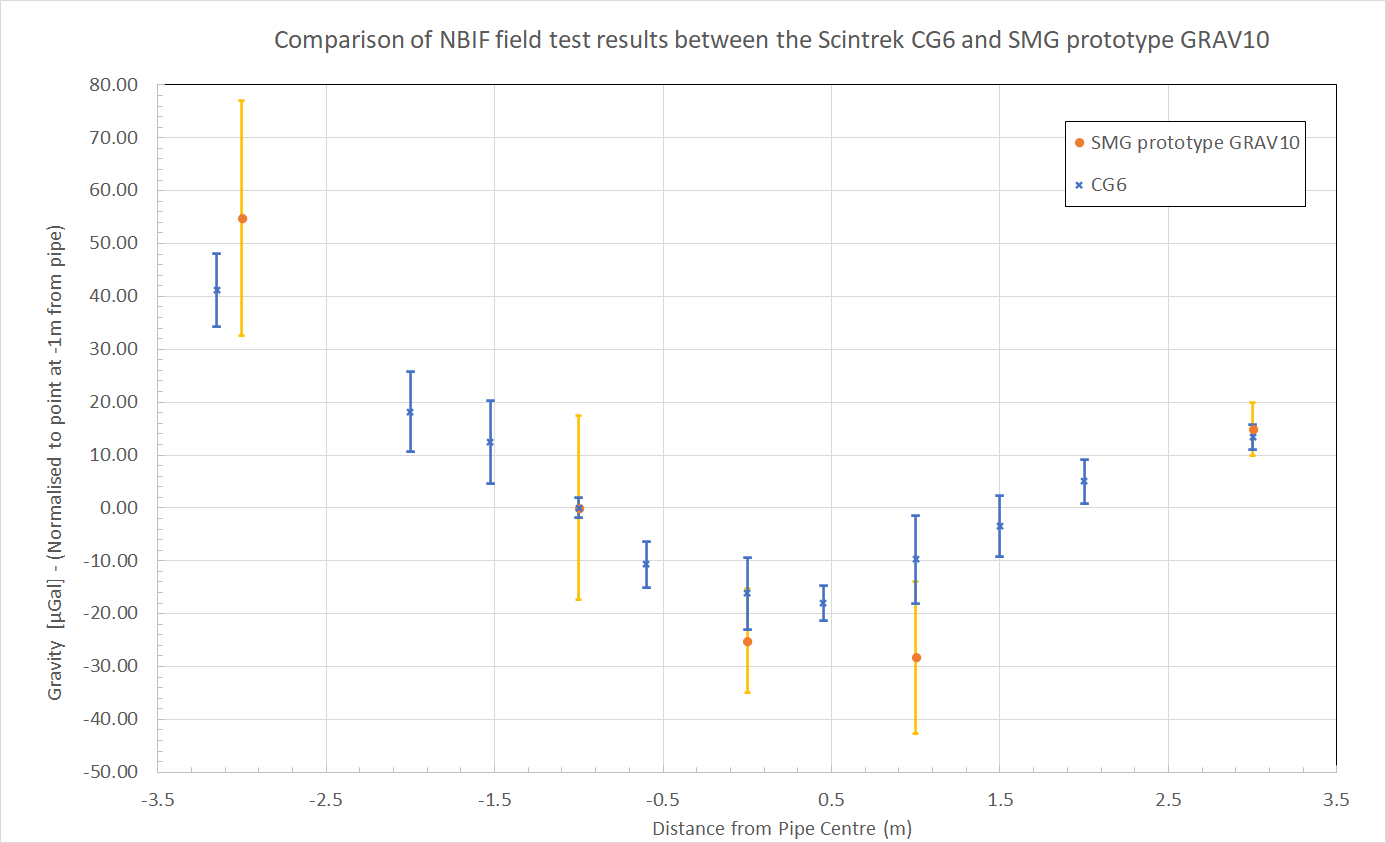 Comparison of NBIF field test results between the Scintrek CG6 and SMG prototype GRAV10
80.00
70.00
60.00
50.00
40.00
30.00
20.00
10.00
0.00
-10.00
-20.00
-30.00
-40.00
-50.00
Gravity [µGal] - (Normalised to point at -1m from pipe)
SMG prototype GRAV10
CG6
-3.5 -2.5 -1.5 -0.5 0.5 1.5 2.5 3.5
Distance from Pipe Centre (m)